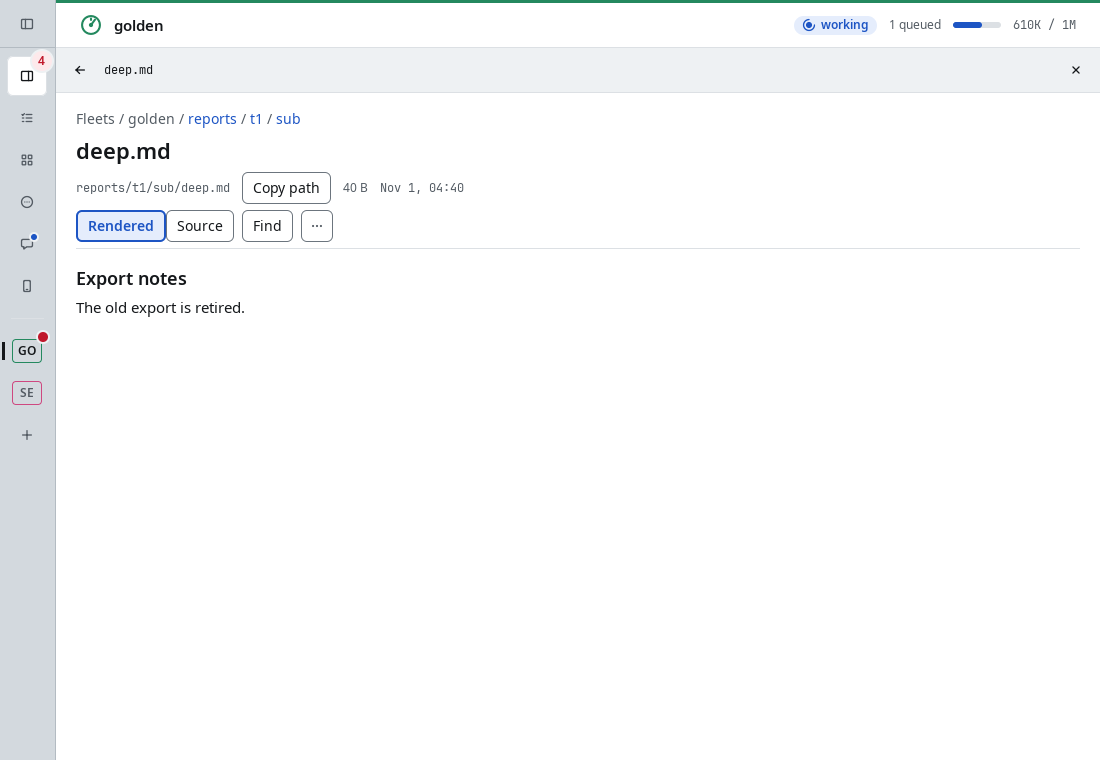 golden
working
1 queued
610K / 1M
4
deep.md
Fleets / golden / reports / t1 / sub
deep.md
reports/t1/sub/deep.md
Copy path
40 B
Nov 1, 04:40
Rendered
Source
Find
···
Export notes
The old export is retired.
GO
SE